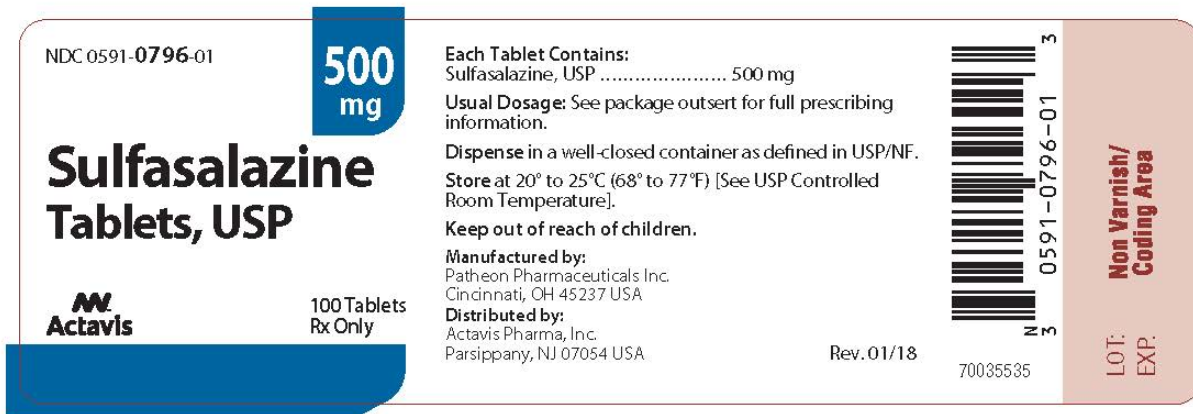 NDC 0591-0796-01
500
mg
Sulfasalazine
Tablets, USP
Actavis
100 Tablets
Rx Only
Each Tablet Contains:
Sulfasalazine, USP ...................... 500 mg
Usual Dosage: See package outsert for full prescribing
information.
Dispense in a well-closed container as defined in USP/NF.
Store at 20° to 25°C (68° to 77°F) [See USP Controlled
Room Temperature].
Keep out of reach of children.
Manufactured by:
Patheon Pharmaceuticals Inc.
Cincinnati, OH 45237 USA
Distributed by:
Actavis Pharma, Inc.
Parsippany, NJ 07054 USA
Rev. 01/18
N
3 0591-0796-01 3
70035535
Non Varnish/
Coding Area
LOT:
EXP.